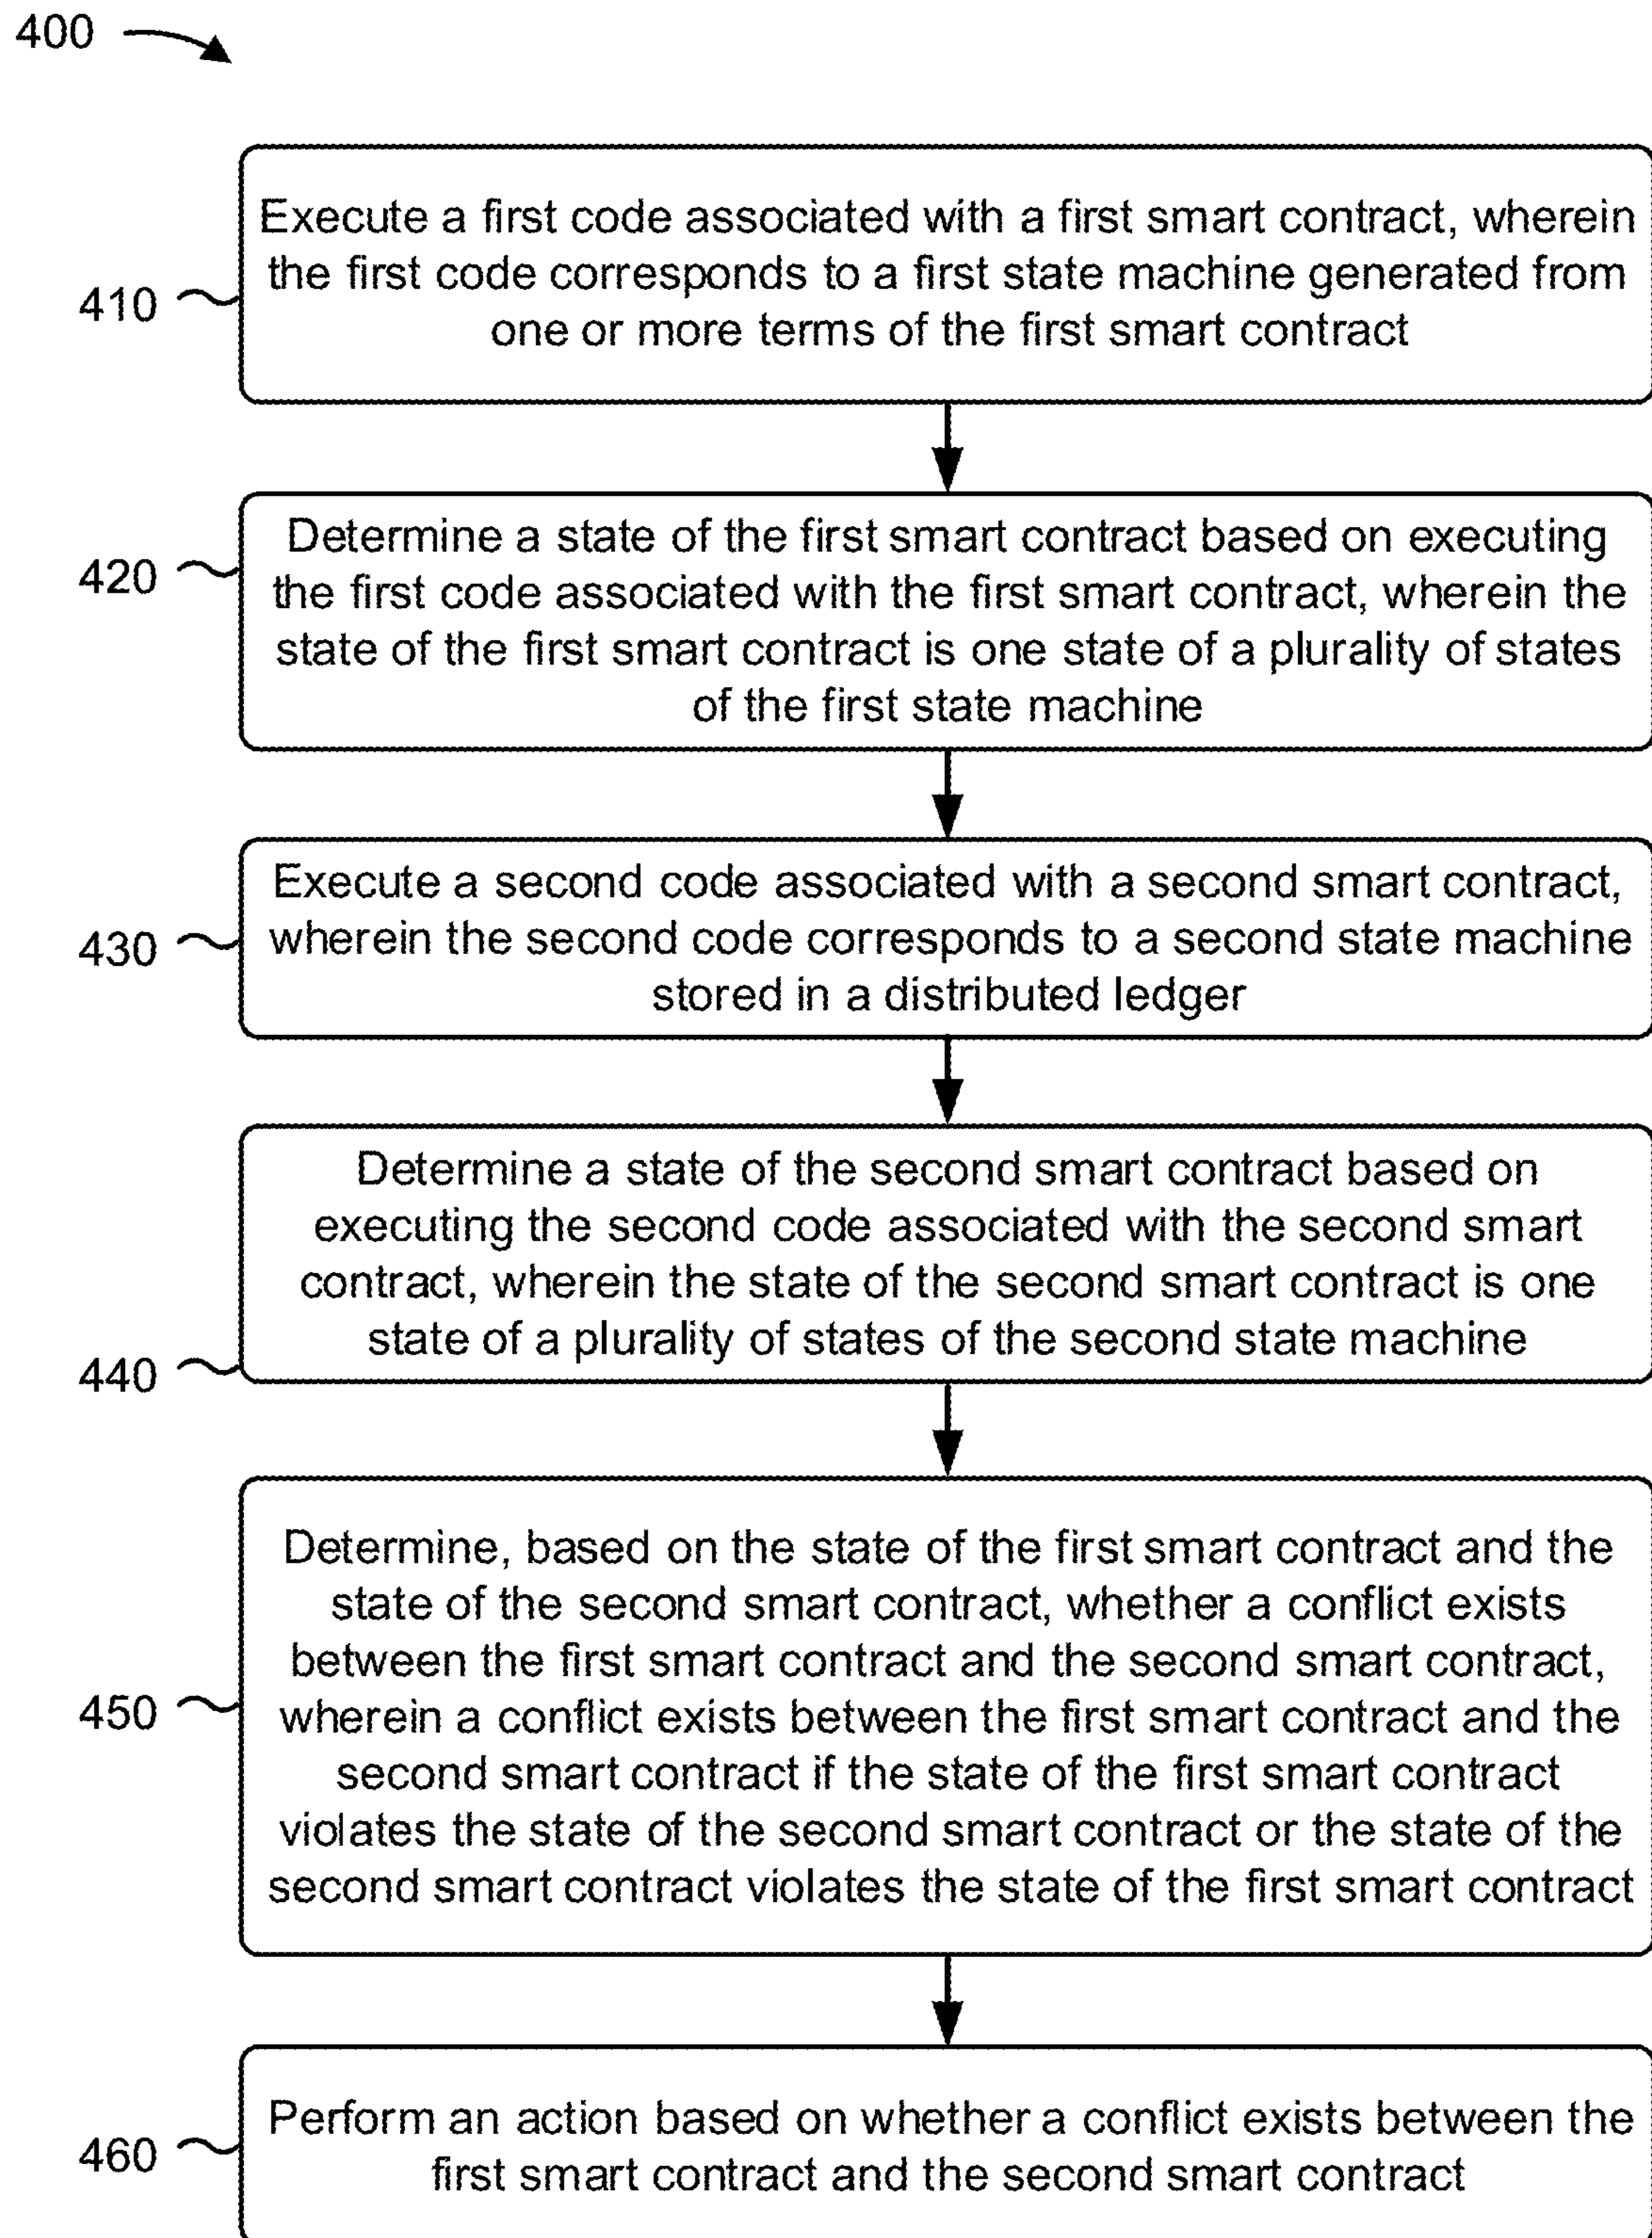 400
Execute a first code associated with a first smart contract, wherein
the first code corresponds to a first state machine generated from
one or more terms of the first smart contract
410
Determine a state of the first smart contract based on executing
the first code associated with the first smart contract, wherein the
state of the first smart contract is one state of a plurality of states
of the first state machine
420
Execute a second code associated with a second smart contract,
wherein the second code corresponds to a second state machine
stored in a distributed ledger
430
Determine a state of the second smart contract based on
executing the second code associated with the second smart
contract, wherein the state of the second smart contract is one
state of a plurality of states of the second state machine
440
Determine, based on the state of the first smart contract and the
state of the second smart contract, whether a conflict exists
between the first smart contract and the second smart contract,
wherein a conflict exists between the first smart contract and the
second smart contract if the state of the first smart contract
violates the state of the second smart contract or the state of the
second smart contract violates the state of the first smart contract
450
Perform an action based on whether a conflict exists between the
first smart contract and the second smart contract
460